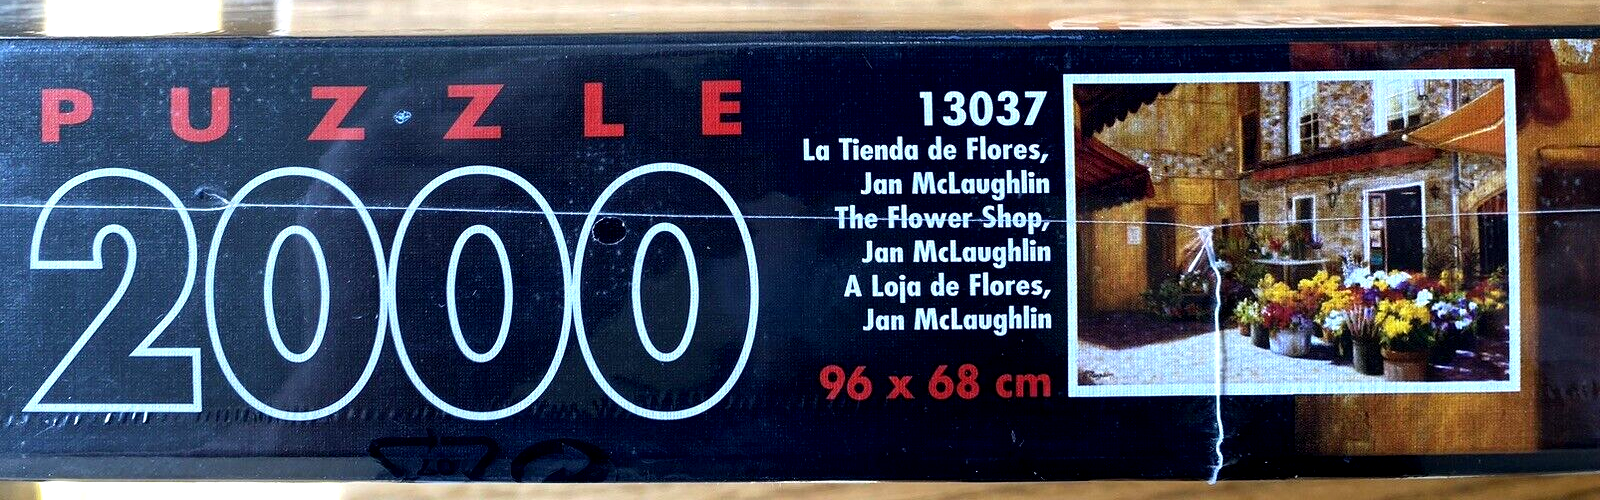 PUZZLE
2000
13037
La Tienda de Flores,
Jan McLaughlin
The Flower Shop,
Jan McLaughlin
A Loja de Flores,
Jan McLaughlin
96 x 68 cm